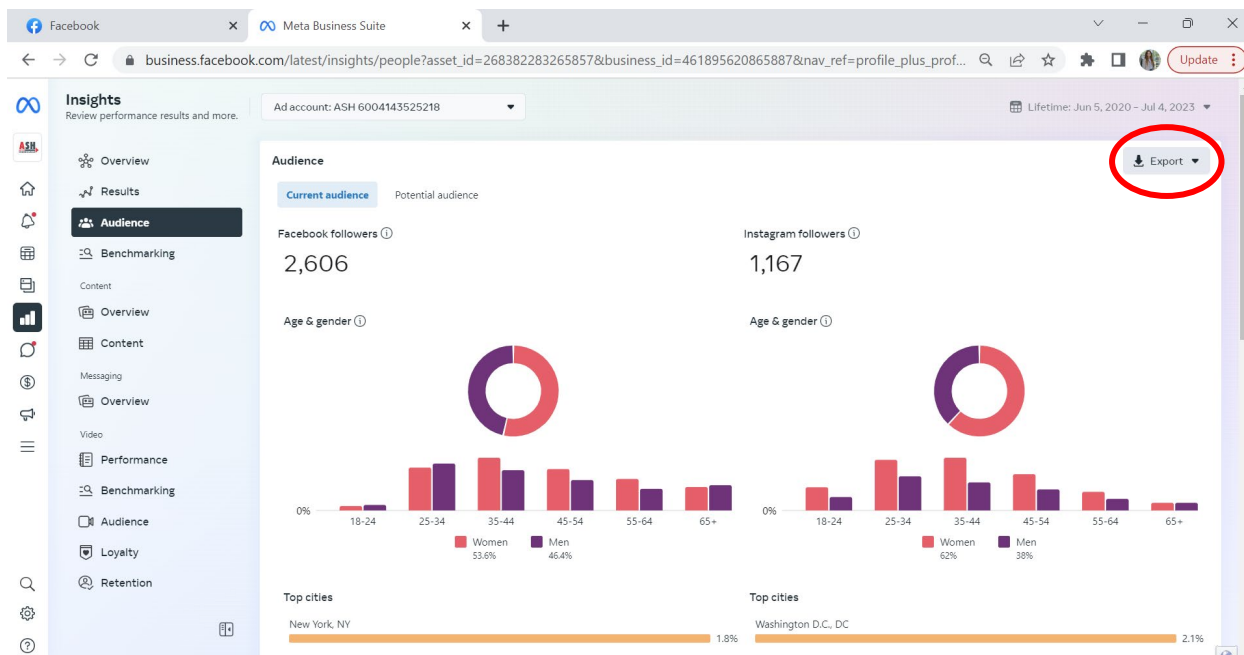 Facebook
Meta Business Suite
business.facebook.com/latest/insights/people?asset_id=268382283265857&business_id=461895620865887&nav_ref=profile_plus_prof...
Update
Insights
Review performance results and more.
Ad account: ASH 6004143525218
Lifetime: Jun 5, 2020 – Jul 4, 2023
ASH
Overview
Results
Audience
Benchmarking
Content
Overview
Content
Messaging
Overview
Video
Performance
Benchmarking
Audience
Loyalty
Retention
Audience
Export
Current audience
Potential audience
Facebook followers
2,606
Age & gender
0%
18-24 25-34 35-44 45-54 55-64 65+
Women Men
53.6% 46.4%
Top cities
New York, NY
1.8%
Instagram followers
1,167
Age & gender
0%
18-24 25-34 35-44 45-54 55-64 65+
Women Men
62% 38%
Top cities
Washington D.C., DC
2.1%